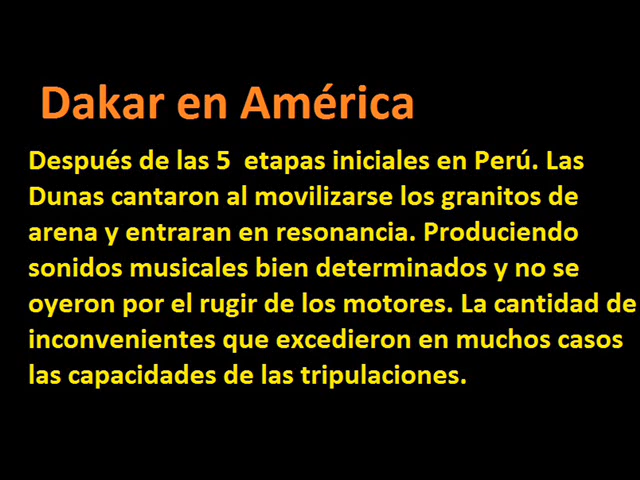 Dakar en América
Después de las 5  etapas iniciales en Perú. Las
Dunas cantaron al movilizarse los granitos de
arena y entraran en resonancia. Produciendo
sonidos musicales bien determinados y no se
oyeron por el rugir de los motores. La cantidad de
inconvenientes que excedieron en muchos casos
las capacidades de las tripulaciones.